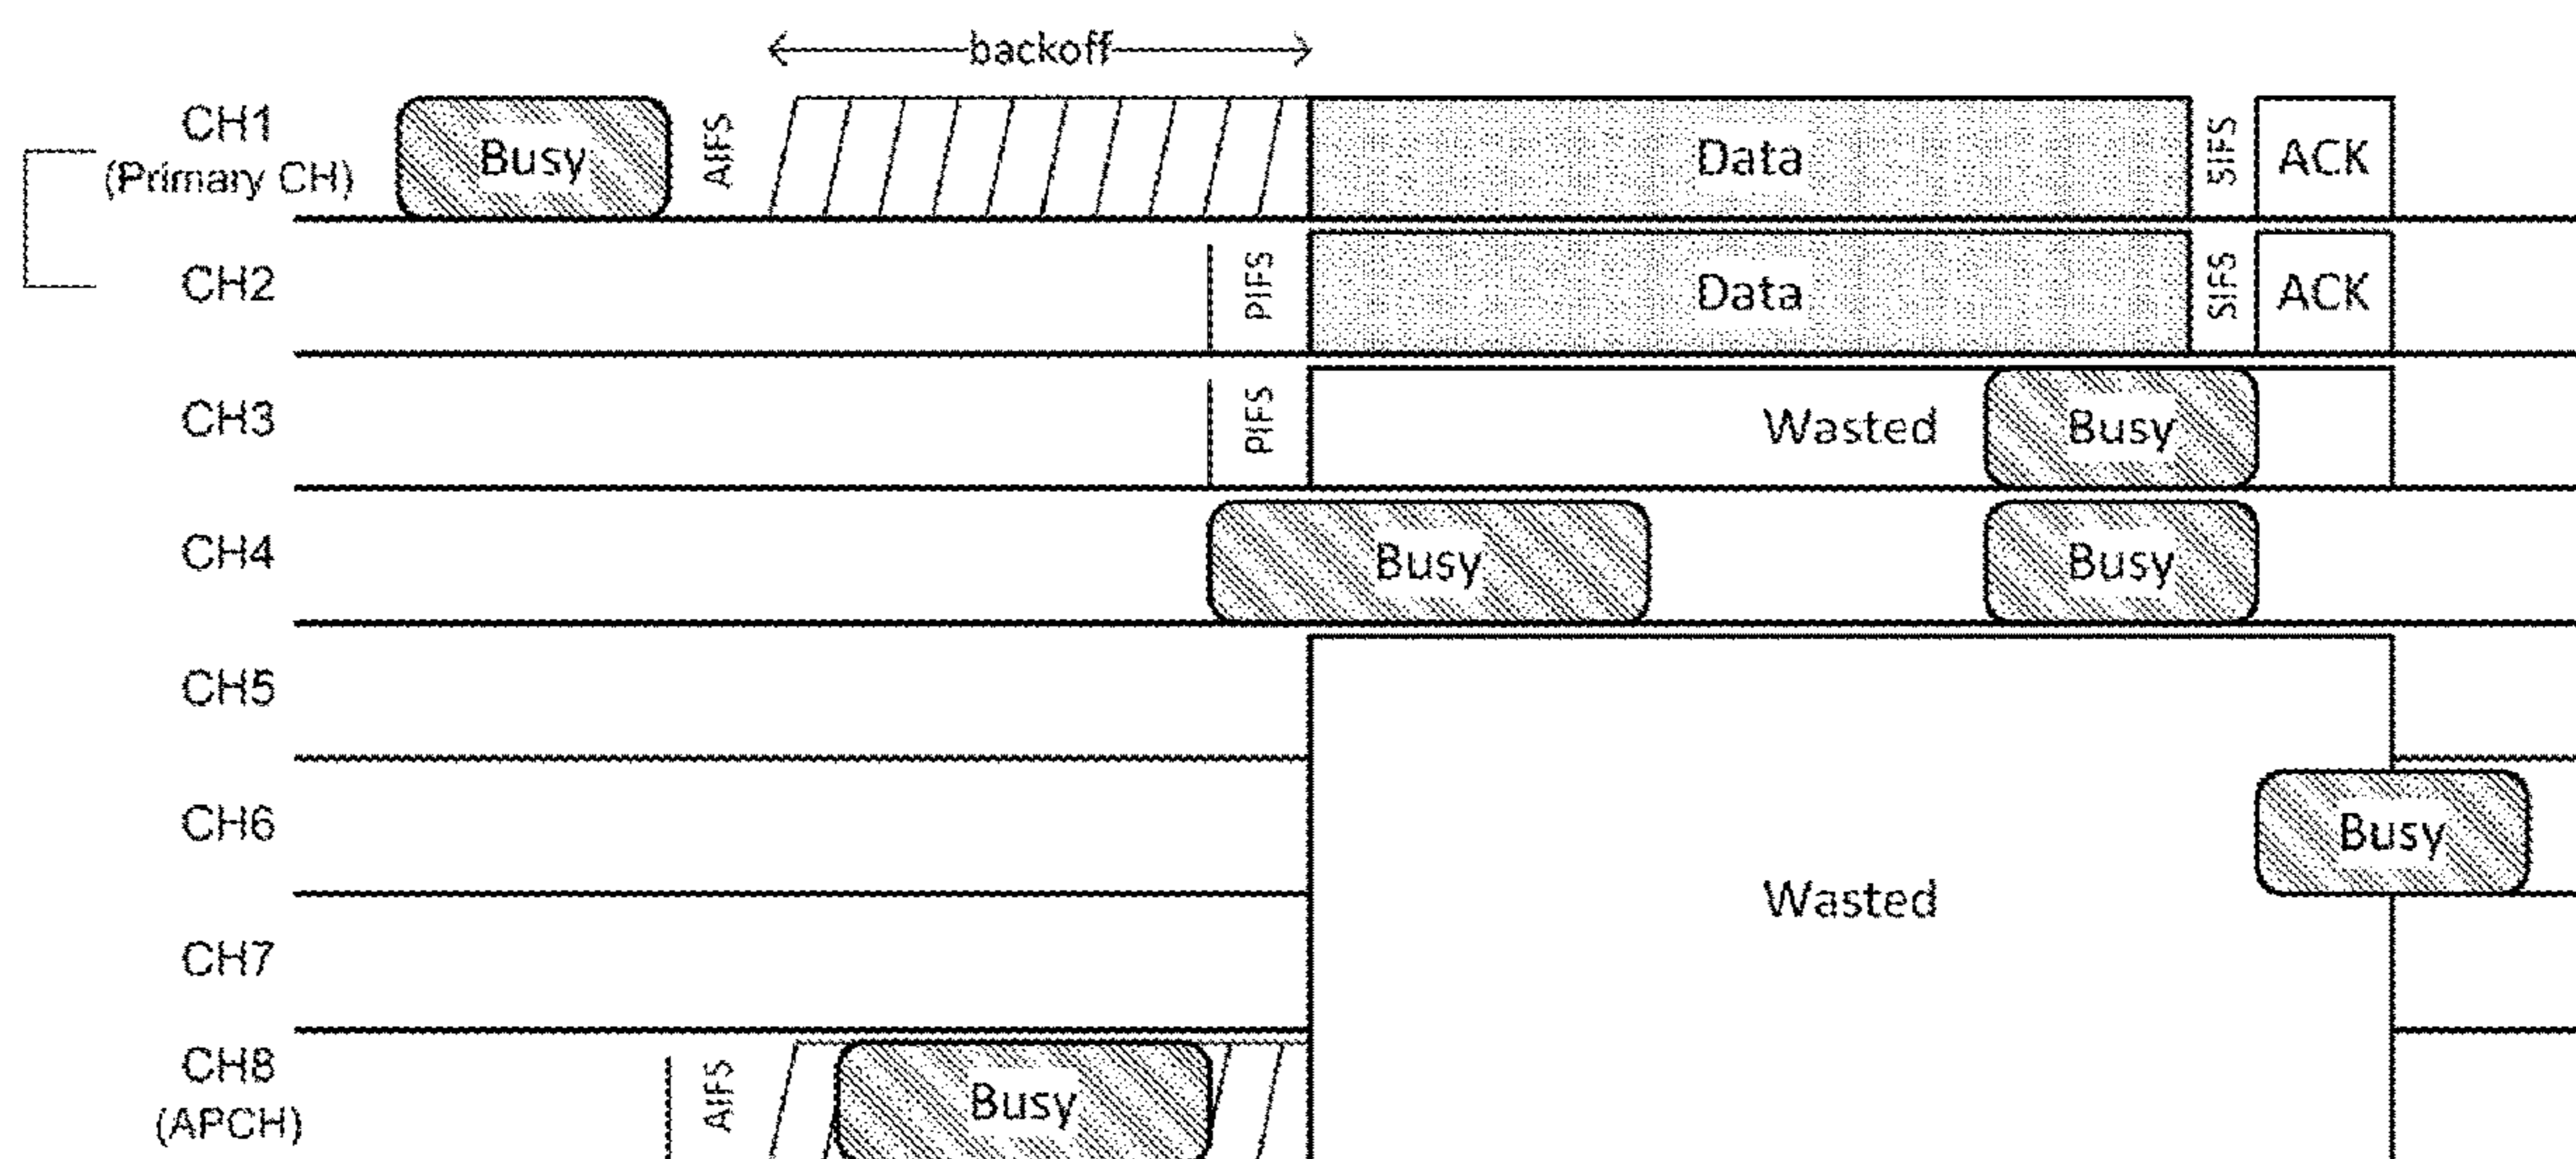 backoff
CH1
(Primary CH)
Busy
AIFS
Data
SIFS
ACK
CH2
PIFS
Data
SIFS
ACK
CH3
PIFS
Wasted
Busy
CH4
Busy
Busy
CH5
CH6
Busy
Wasted
CH7
CH8
(APCH)
AIFS
Busy